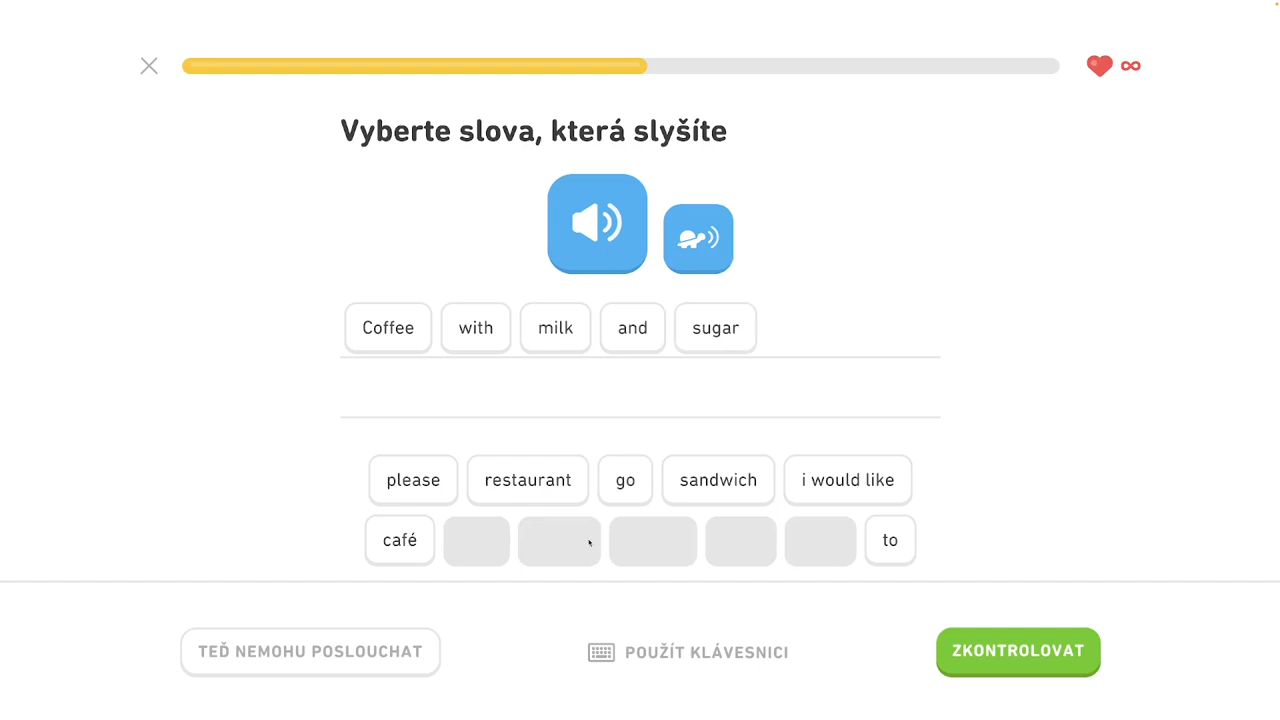 Vyberte slova, která slyšíte
Coffee with milk and sugar
please restaurant go sandwich i would like
café to
TEĎ NEMOHU POSLOUCHAT POUŽÍT KLÁVESNICI ZKONTROLOVAT